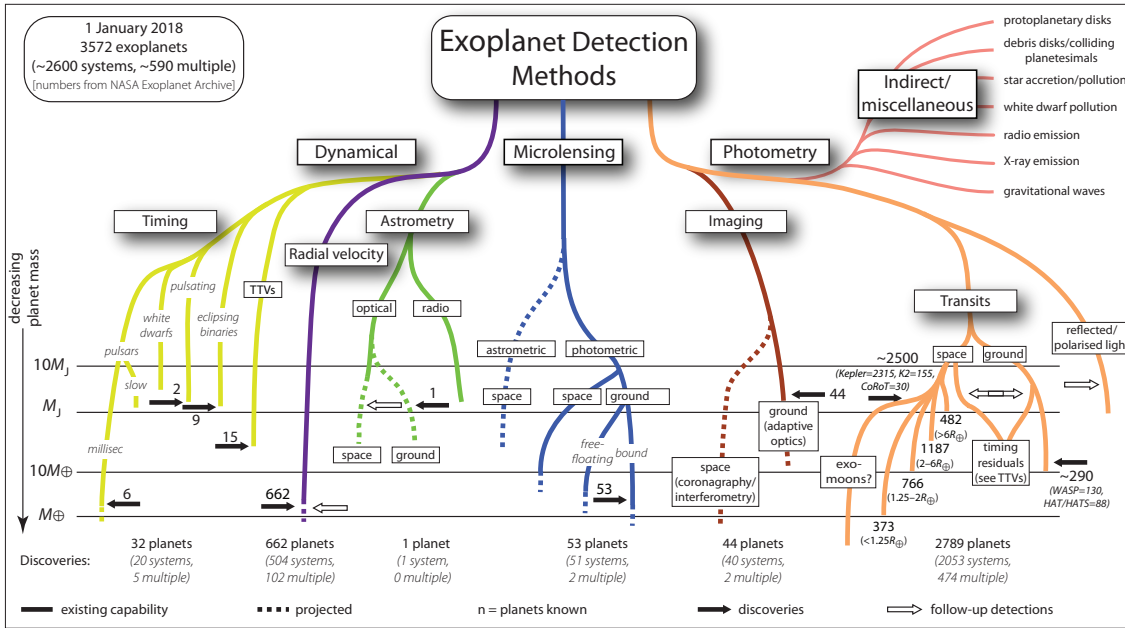 1 January 2018
3572 exoplanets
(~2600 systems, ~590 multiple)
[numbers from NASA Exoplanet Archive]
Exoplanet Detection
Methods
Indirect/
miscellaneous
protoplanetary disks
debris disks/colliding
planetesimals
star accretion/pollution
white dwarf pollution
radio emission
X-ray emission
gravitational waves
Dynamical
Microlensing
Photometry
Timing
Astrometry
Imaging
Radial velocity
decreasing
planet mass
pulsating
TTVs
white
dwarfs
eclipsing
binaries
optical
radio
Transits
pulsars
slow
astrometric
photometric
reflected/
polarised ligh
space
ground
10MJ
~2500
(Kepler=2315, K2=155,
CoRoT=30)
MJ
2
9
1
space
space
ground
44
ground
(adaptive
optics)
482
(>6R⊕)
15
millisec
space
ground
free-
floating
bound
1187
(2–6R⊕)
timing
residuals
(see TTVs)
10M⊕
space
(coronagraphy/
interferometry)
exo-
moons?
766
(1.25–2R⊕)
~290
(WASP=130,
HAT/HATS=88)
6
662
53
M⊕
373
(<1.25R⊕)
Discoveries:
32 planets
(20 systems,
5 multiple)
662 planets
(504 systems,
102 multiple)
1 planet
(1 system,
0 multiple)
53 planets
(51 systems,
2 multiple)
44 planets
(40 systems,
2 multiple)
2789 planets
(2053 systems,
474 multiple)
existing capability
projected
n = planets known
discoveries
follow-up detections